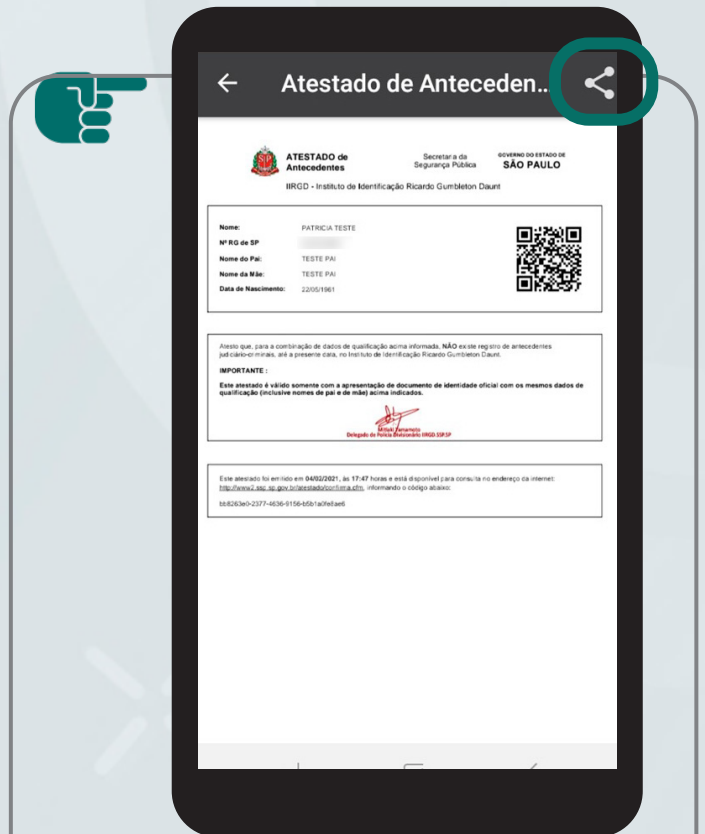 Atestado de Anteceden...
ATESTADO de
Antecedentes
Secretaria da
Segurança Pública
GOVERNO DO ESTADO DE
SÃO PAULO
IIRGD - Instituto de Identificação Ricardo Gumbleton Daunt
Nome: PATRICIA TESTE
Nº RG de SP
Nome do Pai: TESTE PAI
Nome da Mãe: TESTE PAI
Data de Nascimento: 22/05/1981
Atesto que, para a combinação de dados de qualificação acima informada, NÃO existe registro de antecedentes
judiciário-criminais, até a presente data, no Instituto de Identificação Ricardo Gumbleton Daunt.
IMPORTANTE :
Este atestado é válido somente com a apresentação de documento de identidade oficial com os mesmos dados de
qualificação (inclusive nomes de pai e de mãe) acima indicados.
Mitiaki Yamamoto
Delegado de Polícia Divisionário IIRGD.SSP.SP
Este atestado foi emitido em 04/02/2021, às 17:47 horas e está disponível para consulta no endereço da internet:
http://www2.ssp.sp.gov.br/atestado/confirma.cfm, informando o código abaixo:
bb8263e0-2377-4636-9156-b5b1a0fe8ae6